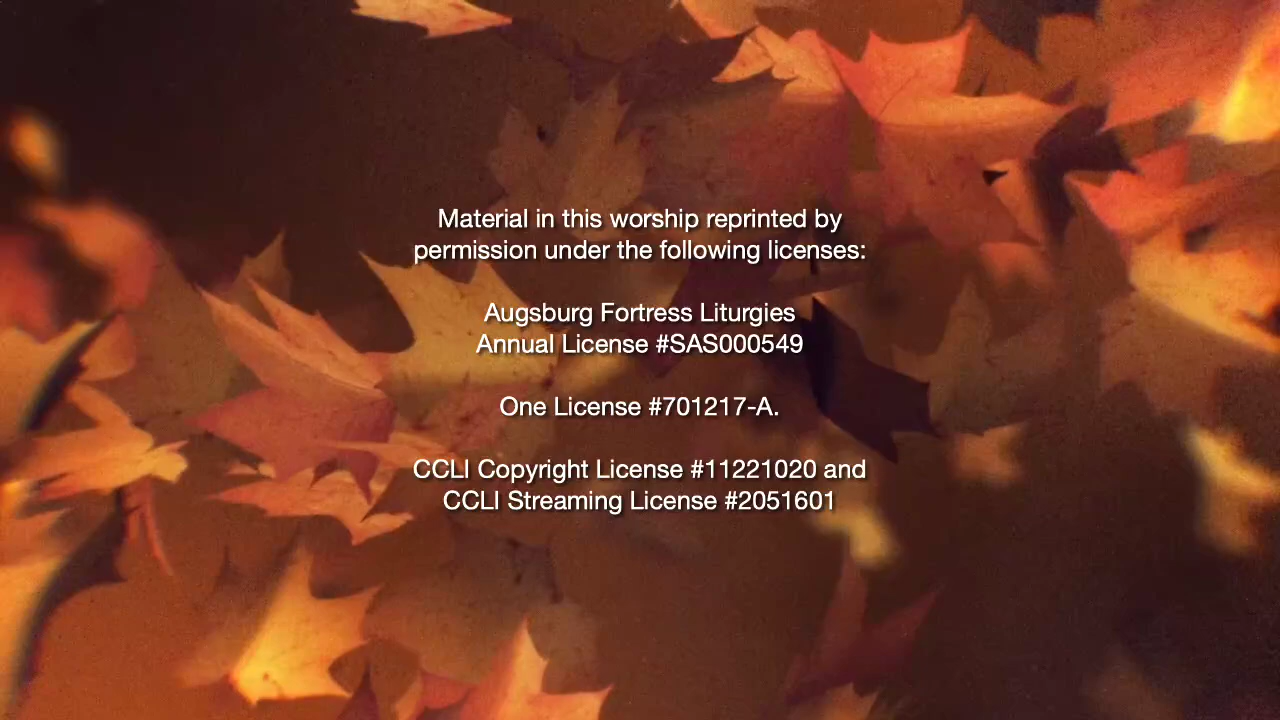 Material in this worship reprinted by
permission under the following licenses:
Augsburg Fortress Liturgies
Annual License #SAS000549
One License #701217-A.
CCLI Copyright License #11221020 and
CCLI Streaming License #2051601